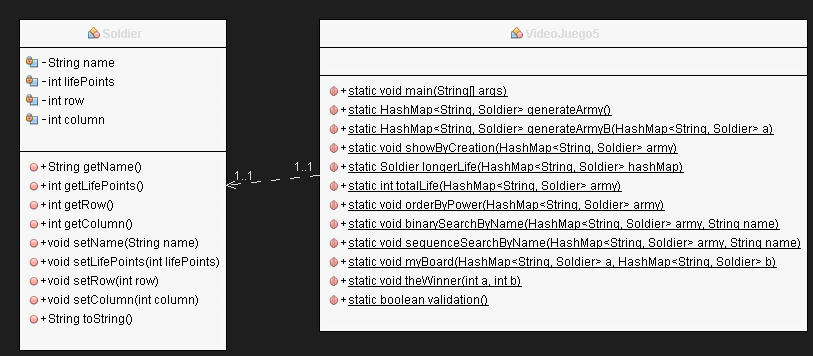 Soldier
- String name
- int lifePoints
- int row
- int column
+ String getName()
+ int getLifePoints()
+ int getRow()
+ int getColumn()
+ void setName(String name)
+ void setLifePoints(int lifePoints)
+ void setRow(int row)
+ void setColumn(int column)
+ String toString()
1..1
1..1
VideoJuego5
+ static void main(String[] args)
+ static HashMap<String, Soldier> generateArmy()
+ static HashMap<String, Soldier> generateArmyB(HashMap<String, Soldier> a)
+ static void showByCreation(HashMap<String, Soldier> army)
+ static Soldier longerLife(HashMap<String, Soldier> hashMap)
+ static int totalLife(HashMap<String, Soldier> army)
+ static void orderByPower(HashMap<String, Soldier> army)
+ static void binarySearchByName(HashMap<String, Soldier> army, String name)
+ static void sequenceSearchByName(HashMap<String, Soldier> army, String name)
+ static void myBoard(HashMap<String, Soldier> a, HashMap<String, Soldier> b)
+ static void theWinner(int a, int b)
+ static boolean validation()